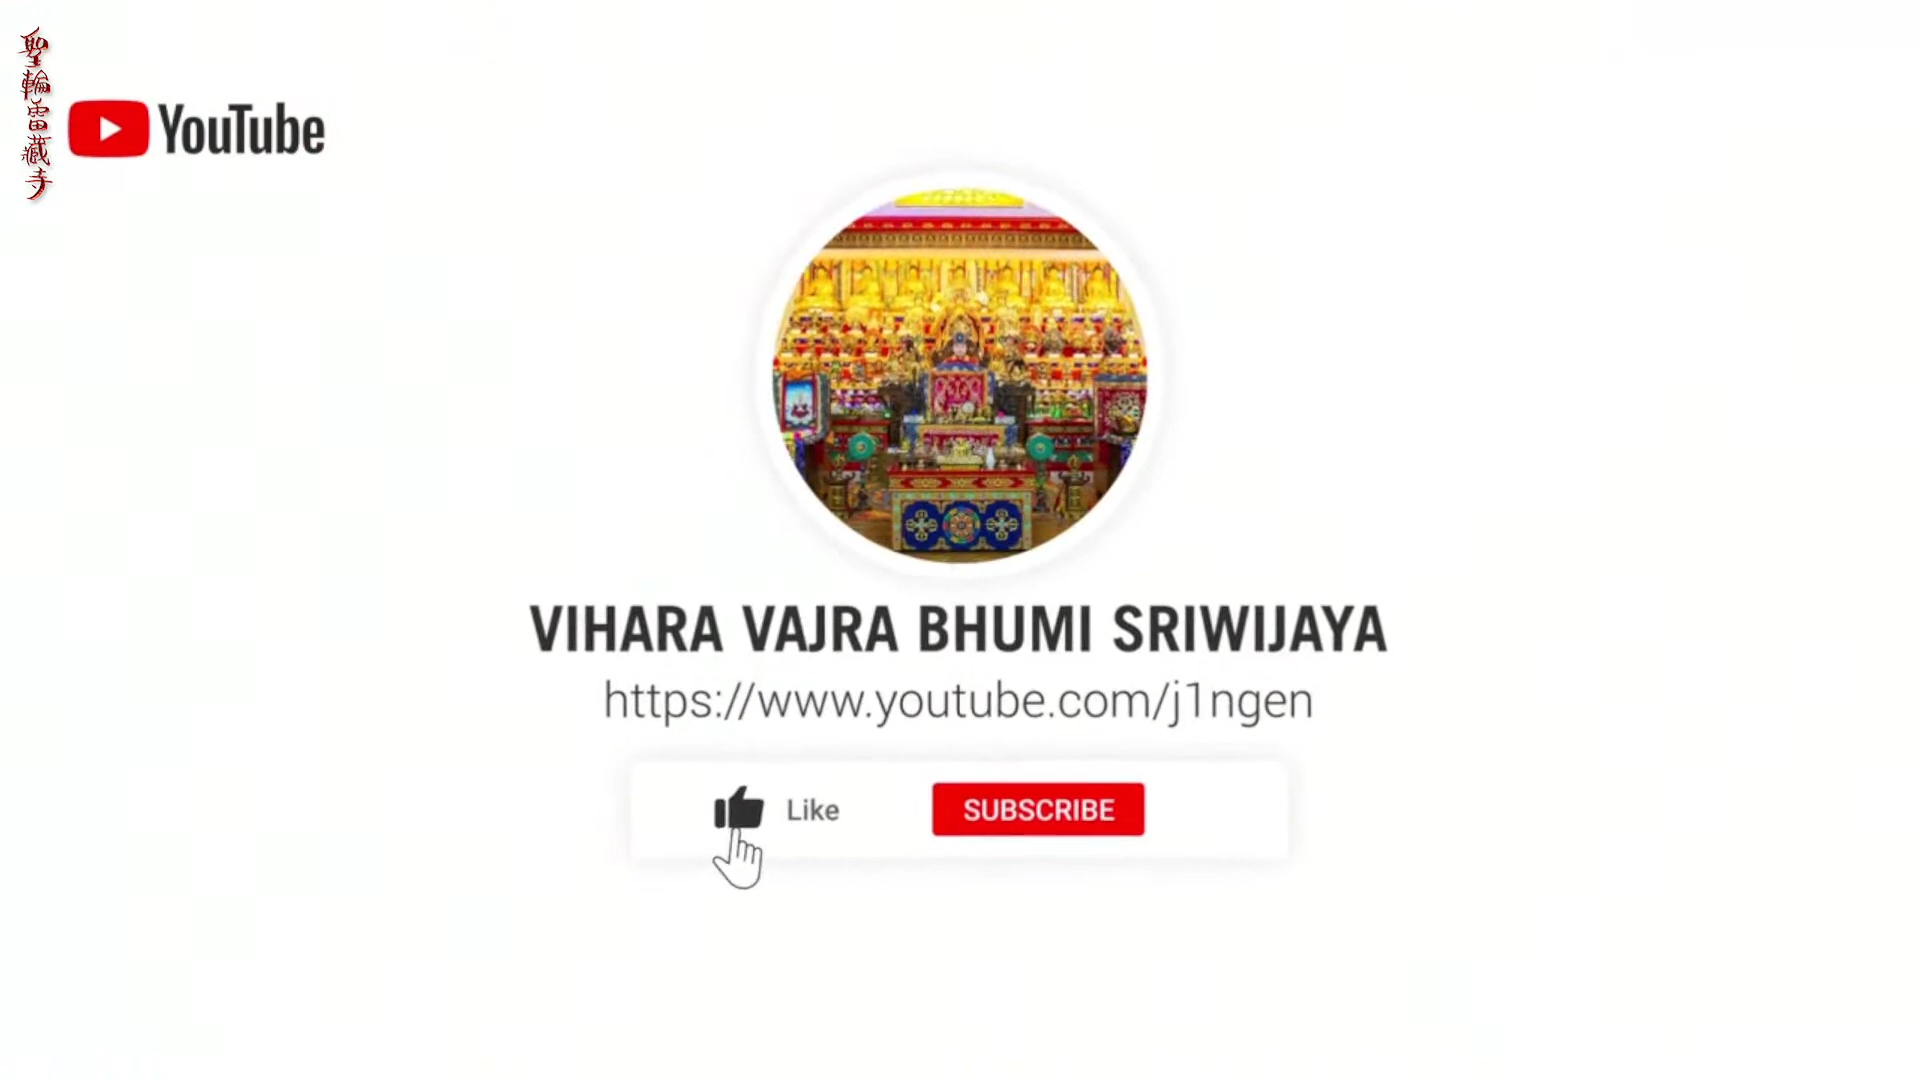 聖輪雷藏寺
YouTube
VIHARA VAJRA BHUMI SRIWIJAYA
https://www.youtube.com/j1ngen
Like
SUBSCRIBE